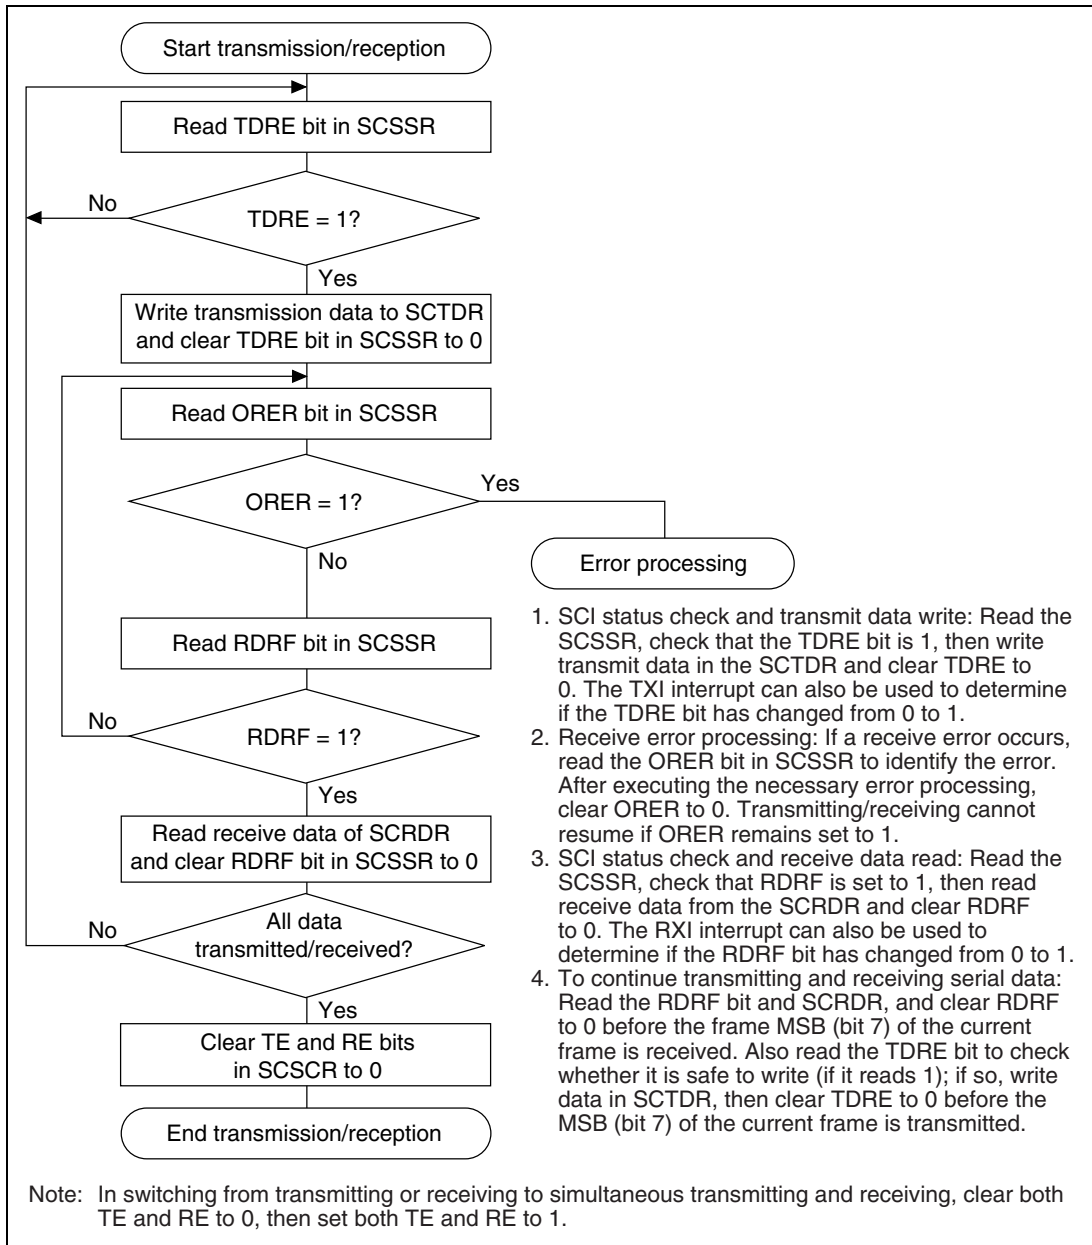 Start transmission/reception
Read TDRE bit in SCSSR
No
TDRE = 1?
Yes
Write transmission data to SCTDR
and clear TDRE bit in SCSSR to 0
Read ORER bit in SCSSR
Yes
ORER = 1?
No
Error processing
Read RDRF bit in SCSSR
No
RDRF = 1?
Yes
Read receive data of SCRDR
and clear RDRF bit in SCSSR to 0
No
All data
transmitted/received?
Yes
Clear TE and RE bits
in SCSCR to 0
End transmission/reception
1. SCI status check and transmit data write: Read the
SCSSR, check that the TDRE bit is 1, then write
transmit data in the SCTDR and clear TDRE to
0. The TXI interrupt can also be used to determine
if the TDRE bit has changed from 0 to 1.
2. Receive error processing: If a receive error occurs,
read the ORER bit in SCSSR to identify the error.
After executing the necessary error processing,
clear ORER to 0. Transmitting/receiving cannot
resume if ORER remains set to 1.
3. SCI status check and receive data read: Read the
SCSSR, check that RDRF is set to 1, then read
receive data from the SCRDR and clear RDRF
to 0. The RXI interrupt can also be used to
determine if the RDRF bit has changed from 0 to 1.
4. To continue transmitting and receiving serial data:
Read the RDRF bit and SCRDR, and clear RDRF
to 0 before the frame MSB (bit 7) of the current
frame is received. Also read the TDRE bit to check
whether it is safe to write (if it reads 1); if so, write
data in SCTDR, then clear TDRE to 0 before the
MSB (bit 7) of the current frame is transmitted.
Note: In switching from transmitting or receiving to simultaneous transmitting and receiving, clear both
TE and RE to 0, then set both TE and RE to 1.